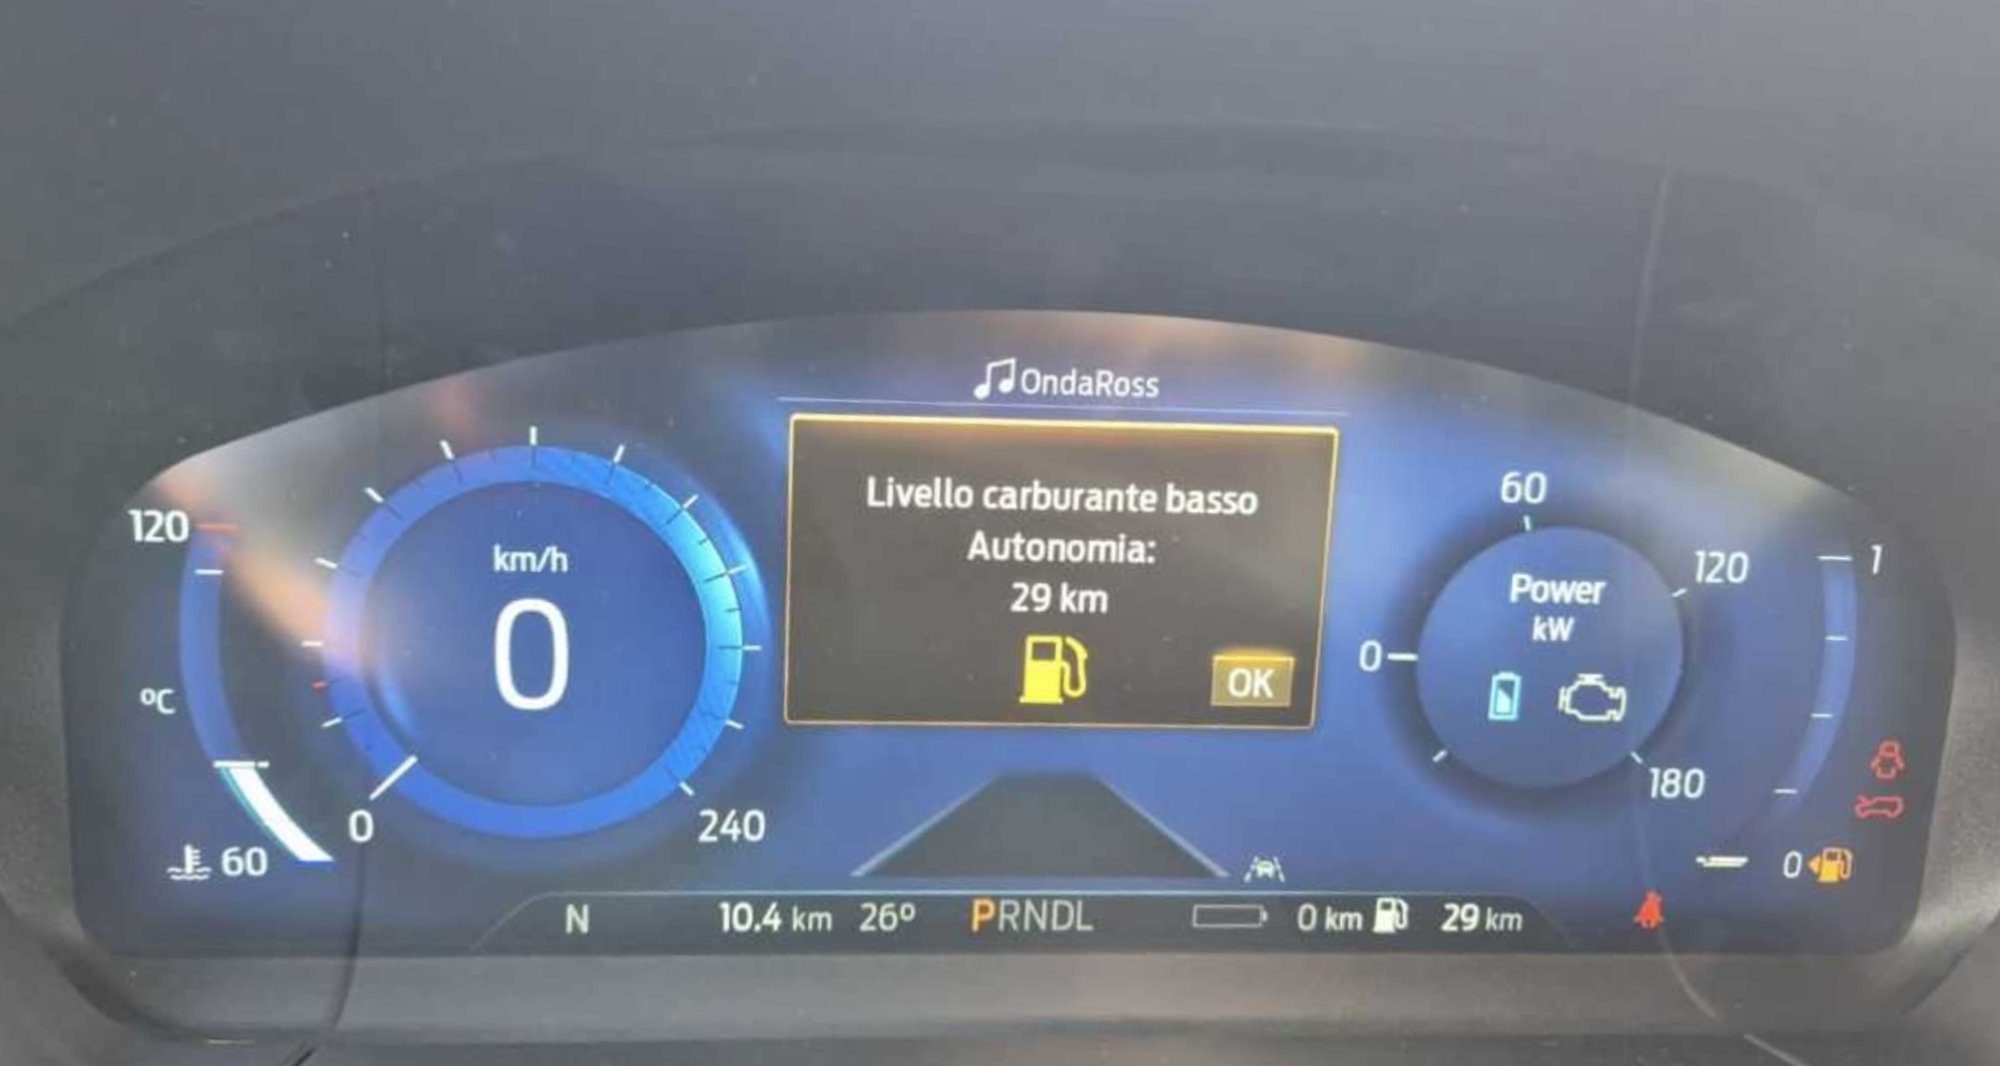 OndaRoss
Livello carburante basso
Autonomia:
29 km
OK
120
°C
60
km/h
0
0
240
60
120
Power
kW
0
180
1
0
N
10.4 km
26°
PRNDL
0 km
29 km